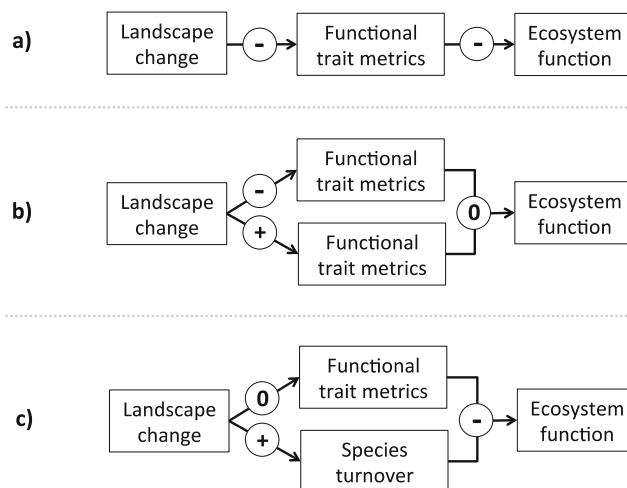 a)
Landscape
change
-
Functional
trait metrics
-
Ecosystem
function
b)
Landscape
change
-
+
Functional
trait metrics
Functional
trait metrics
0
Ecosystem
function
c)
Landscape
change
0
+
Functional
trait metrics
Species
turnover
-
Ecosystem
function